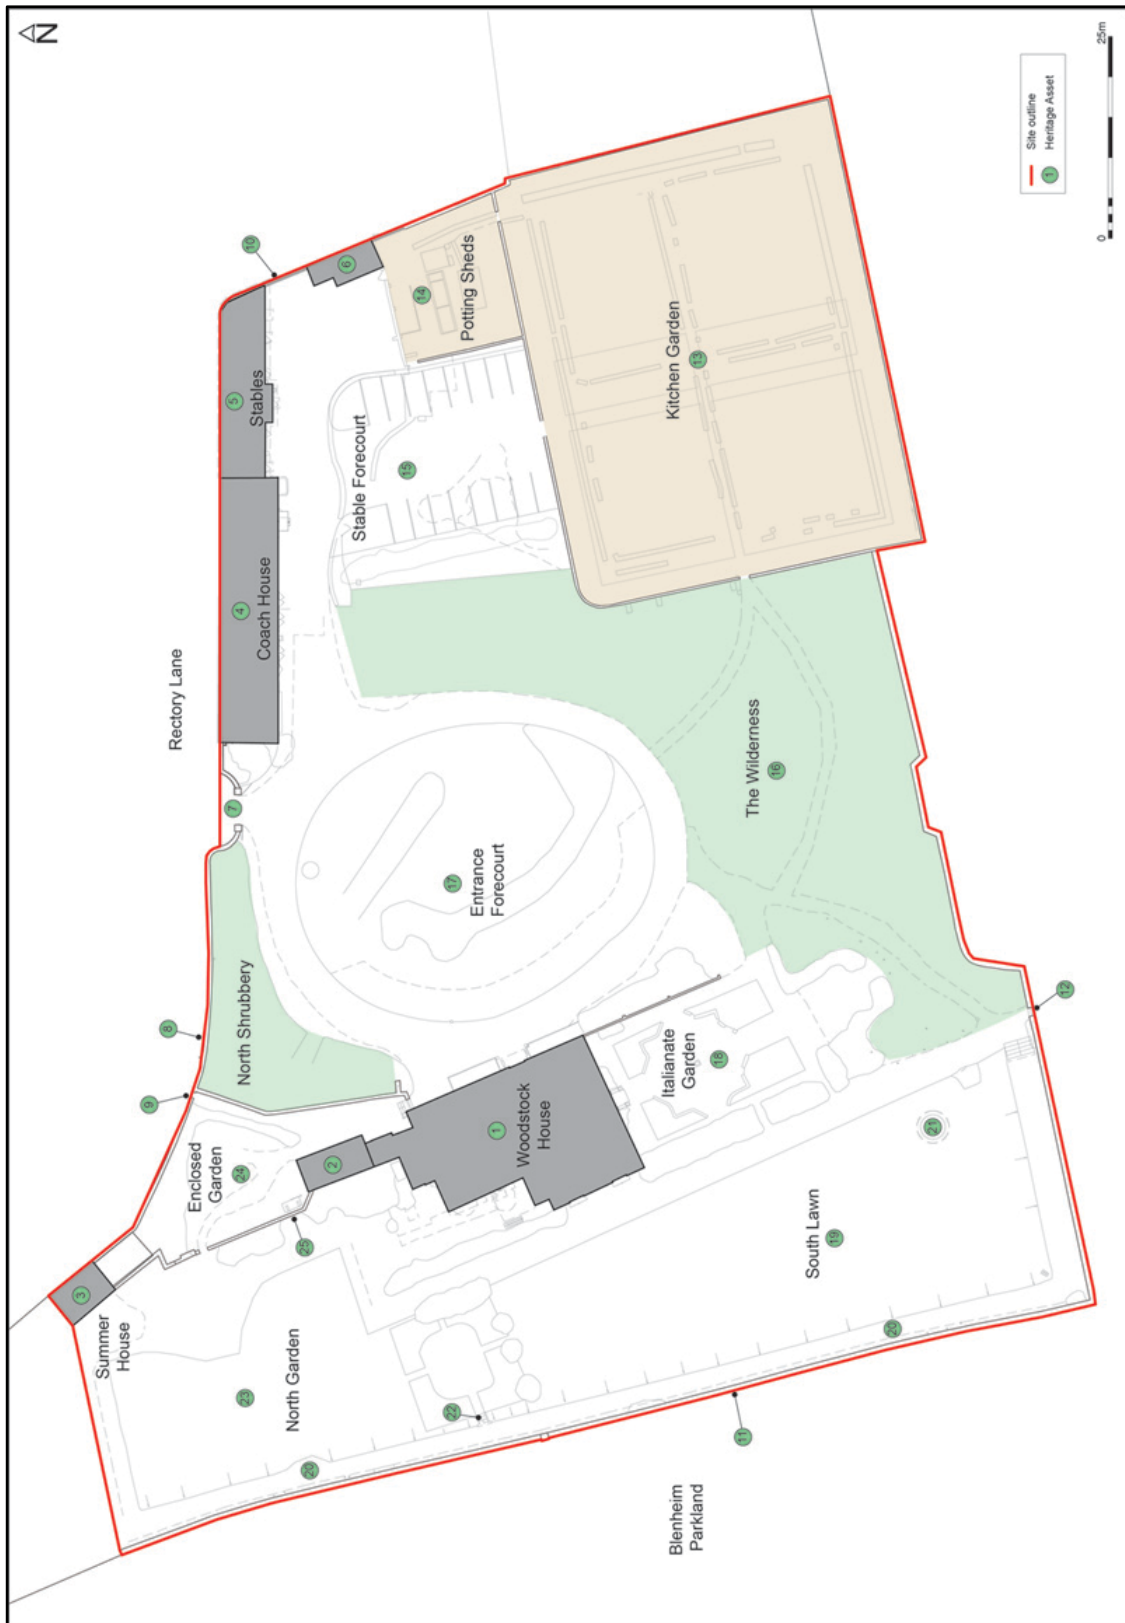 N
25m
0
Site outline
1
Heritage Asset
10
6
14
Potting Sheds
5
Stables
Kitchen Garden
13
Stable Forecourt
15
Rectory Lane
4
Coach House
The Wilderness
16
7
17
Entrance
Forecourt
8
North Shrubbery
9
12
Italianate
Garden
18
1
Woodstock
House
2
Enclosed
Garden
24
25
21
South Lawn
19
3
Summer
House
20
23
North Garden
22
20
11
Blenheim
Parkland